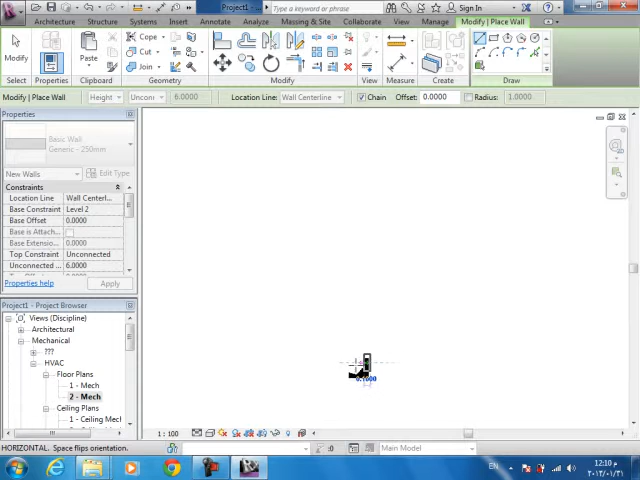 Project1 - ...
Type a keyword or phrase
Sign In
Architecture Structure Systems Insert Annotate Analyze Massing & Site Collaborate View Manage Modify | Place Wall
Modify
Paste
Cope
Cut
Join
Select Properties Clipboard Geometry Modify View Measure Create Draw
Modify | Place Wall Height Uncon 6.0000 Location Line: Wall Centerline Chain Offset: 0.0000 Radius: 1.0000
Properties
Basic Wall
Generic - 250mm
New Walls Edit Type
Constraints
Location Line Wall Centerl...
Base Constraint Level 2
Base Offset 0.0000
Base is Attach...
Base Extensio... 0.0000
Top Constraint Unconnected
Unconnected ... 6.0000
Properties help Apply
Project1 - Project Browser
Views (Discipline)
Architectural
Mechanical
???
HVAC
Floor Plans
1 - Mech
2 - Mech
Ceiling Plans
1 - Ceiling Mech
1 : 100
HORIZONTAL. Space flips orientation.
:0
Main Model
EN
12:10 م
٢٠١٢/٠١/٣١